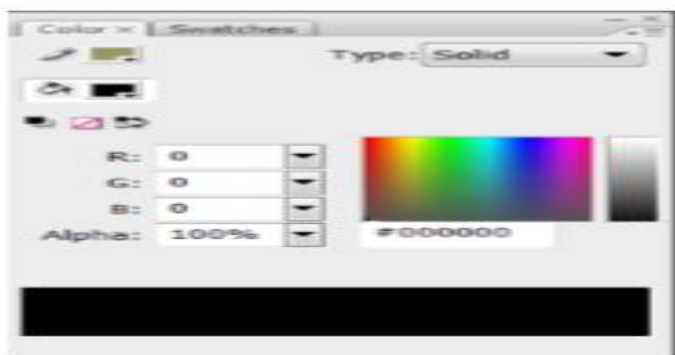 Color × Swatches
Type: Solid
R: 0
G: 0
B: 0
Alpha: 100% #000000